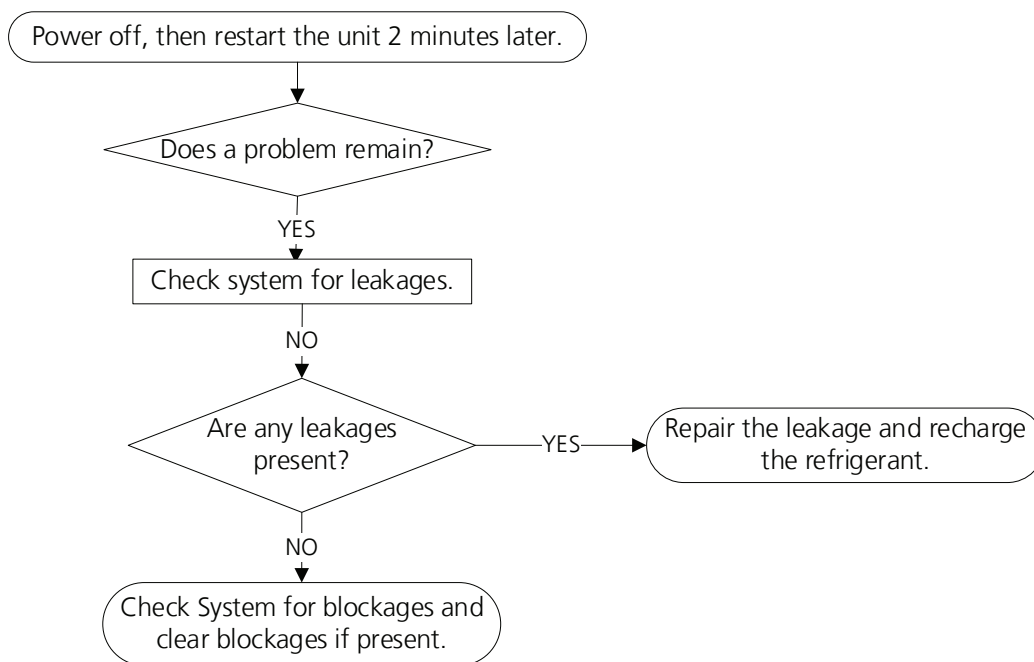 Power off, then restart the unit 2 minutes later.
Does a problem remain?
YES
Check system for leakages.
NO
Are any leakages
present?
YES
Repair the leakage and recharge
the refrigerant.
NO
Check System for blockages and
clear blockages if present.